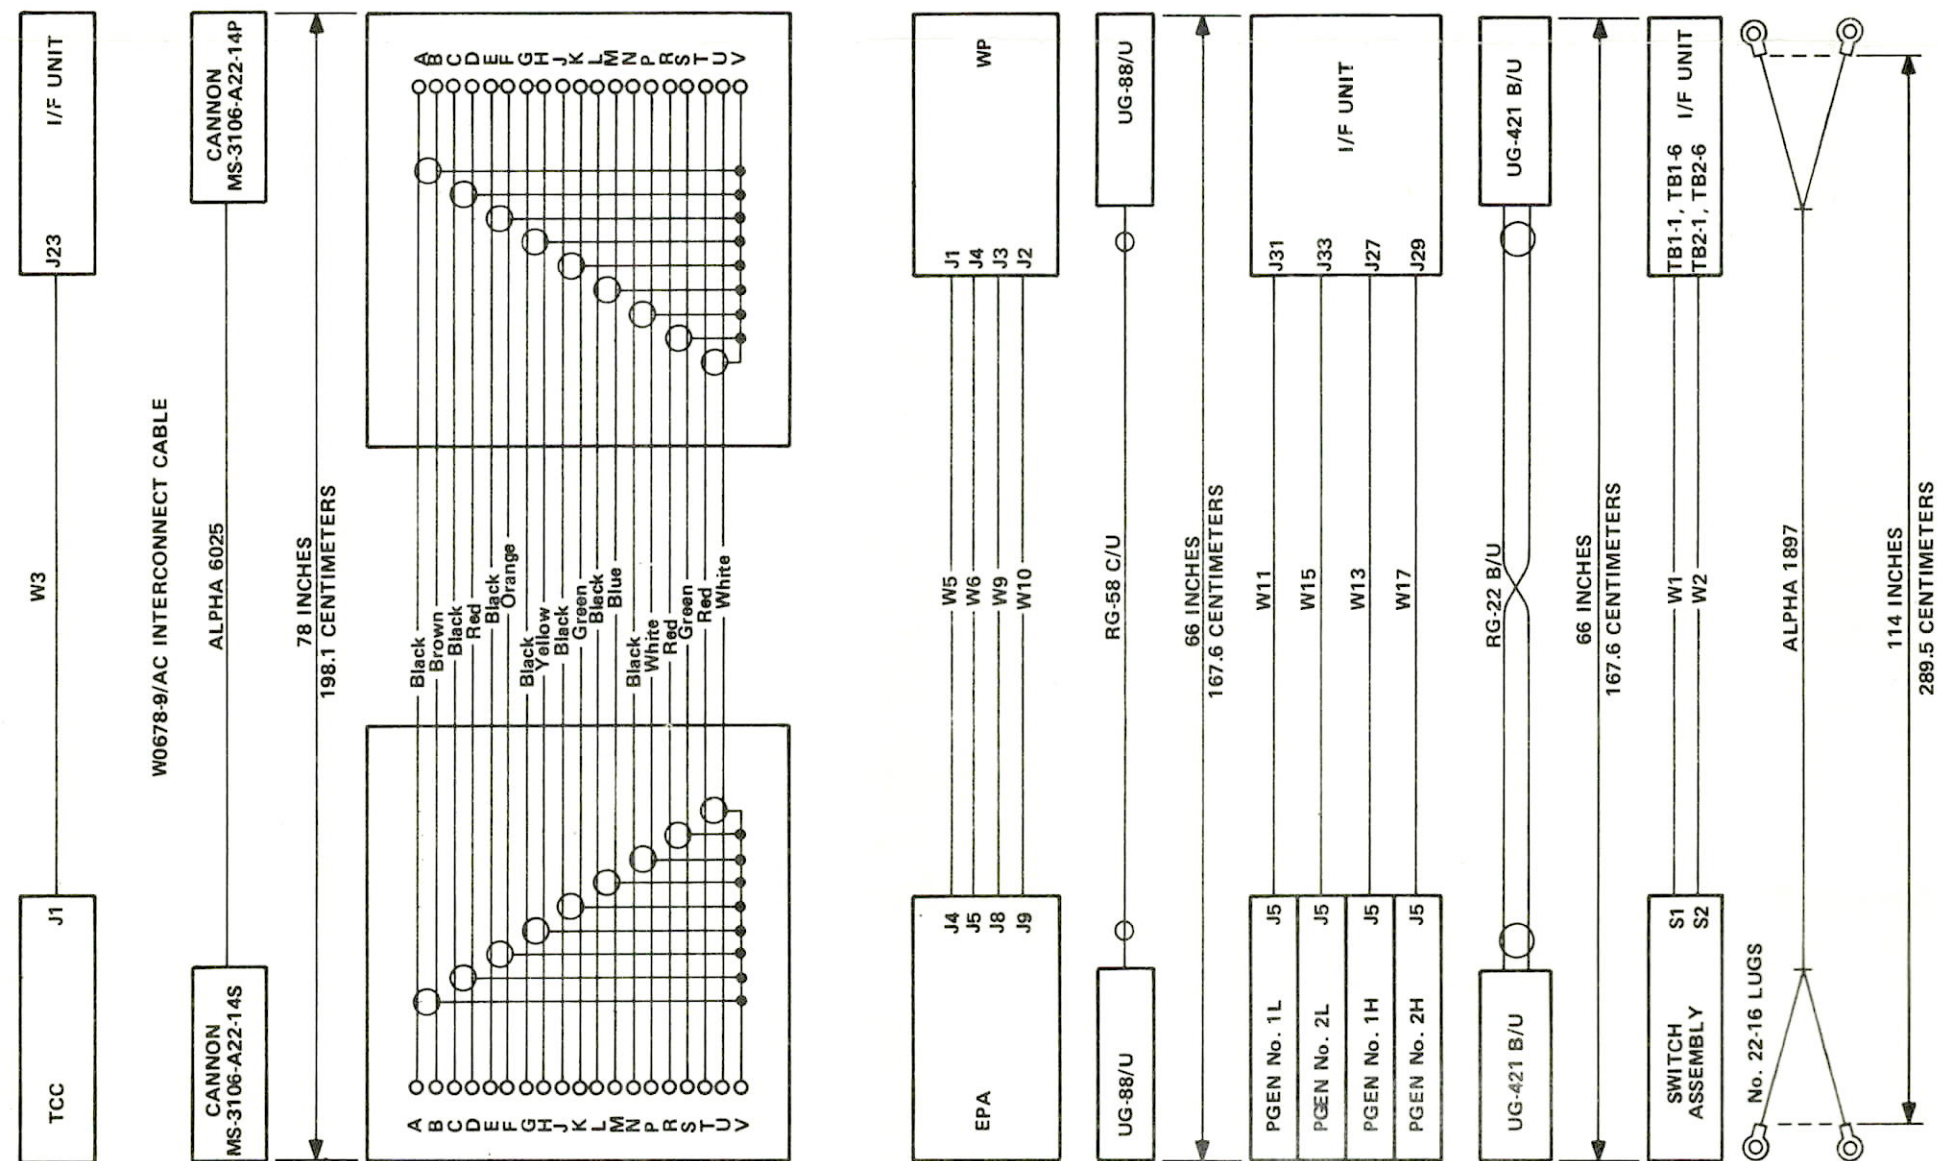 TCC
J1
W3
J23
I/F UNIT
W0678-9/AC INTERCONNECT CABLE
CANNON
MS-3106-A22-14S
ALPHA 6025
CANNON
MS-3106-A22-14P
78 INCHES
198.1 CENTIMETERS
A
B
C
D
E
F
G
H
J
K
L
M
N
P
R
S
T
U
V
Black
Brown
Black
Red
Black
Orange
Black
Yellow
Black
Green
Black
Blue
Black
White
Red
Green
Red
White
A
B
C
D
E
F
G
H
J
K
L
M
N
P
R
S
T
U
V
EPA
J4
J5
J8
J9
W5
W6
W9
W10
J1
J4
J3
J2
WP
UG-88/U
RG-58 C/U
UG-88/U
66 INCHES
167.6 CENTIMETERS
PGEN No. 1L J5
PGEN No. 2L J5
PGEN No. 1H J5
PGEN No. 2H J5
W11
W15
W13
W17
J31
J33
J27
J29
I/F UNIT
UG-421 B/U
RG-22 B/U
UG-421 B/U
66 INCHES
167.6 CENTIMETERS
SWITCH
ASSEMBLY
S1
S2
W1
W2
TB1-1, TB1-6
TB2-1, TB2-6
I/F UNIT
No. 22-16 LUGS
ALPHA 1897
114 INCHES
289.5 CENTIMETERS